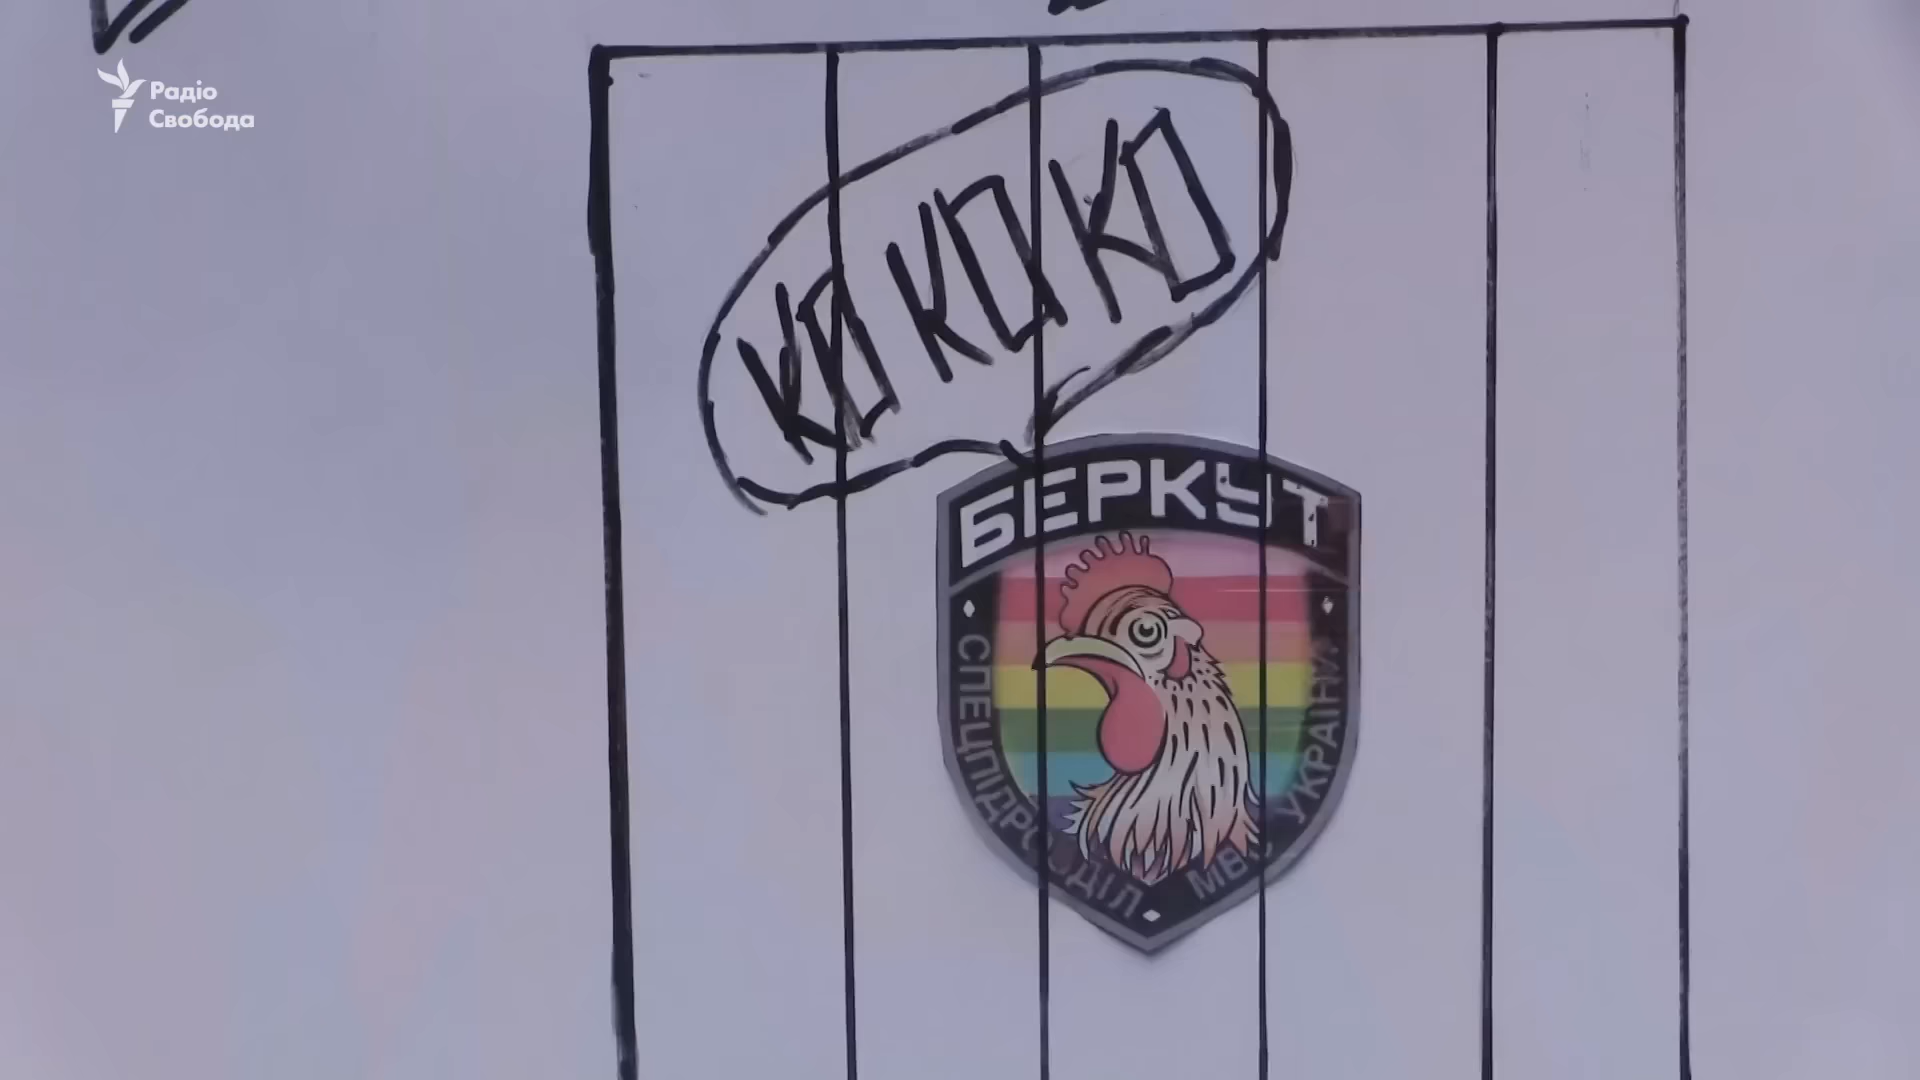 Радіо
Свобода
КО КО КО
БЕРКУТ
СПЕЦПІДРОЗДІЛ МВС УКРАЇНИ